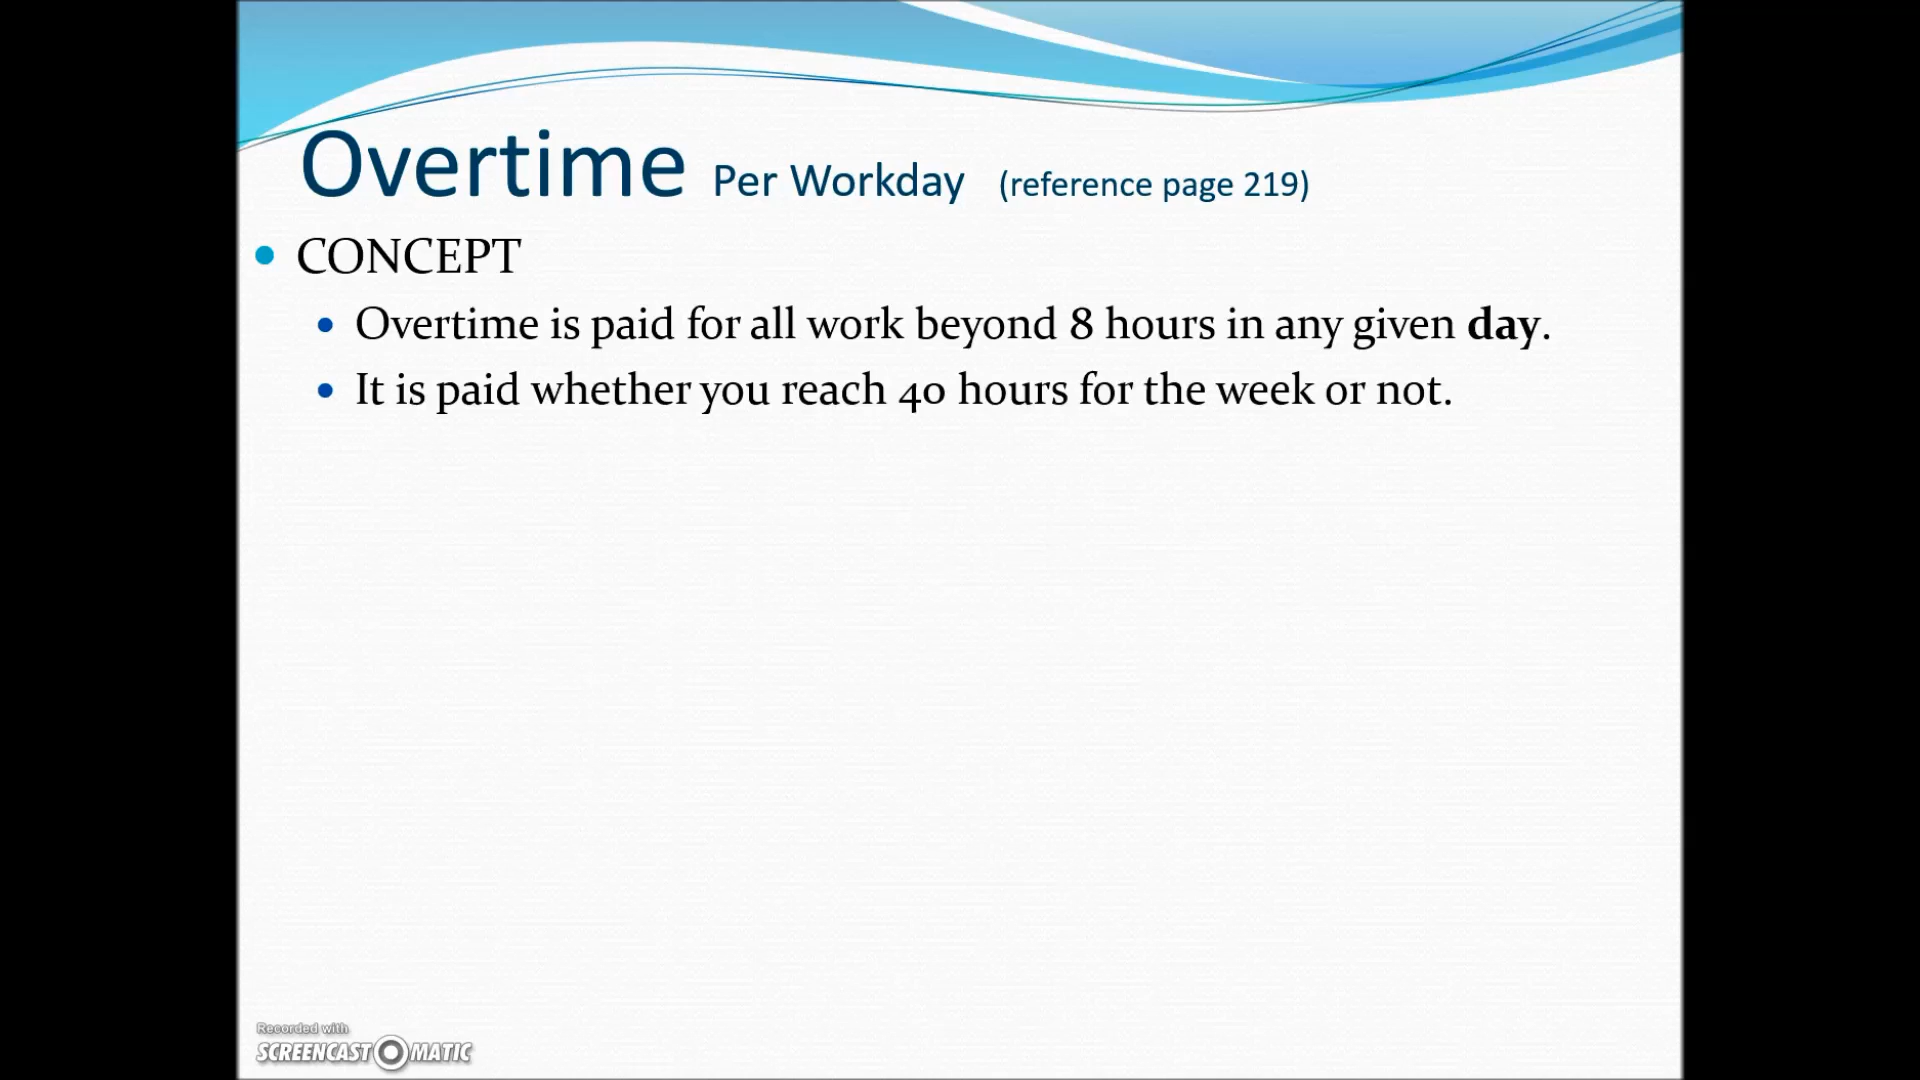 Overtime Per Workday (reference page 219)
CONCEPT
Overtime is paid for all work beyond 8 hours in any given day.
It is paid whether you reach 40 hours for the week or not.
Recorded with
SCREENCAST O MATIC